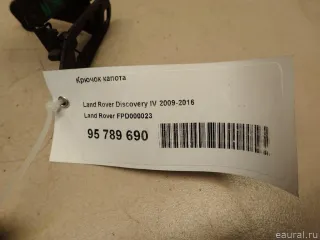 Крючок капота
Land Rover Discovery IV 2009-2016
Land Rover FPD000023
95 789 690
eaural.ru/